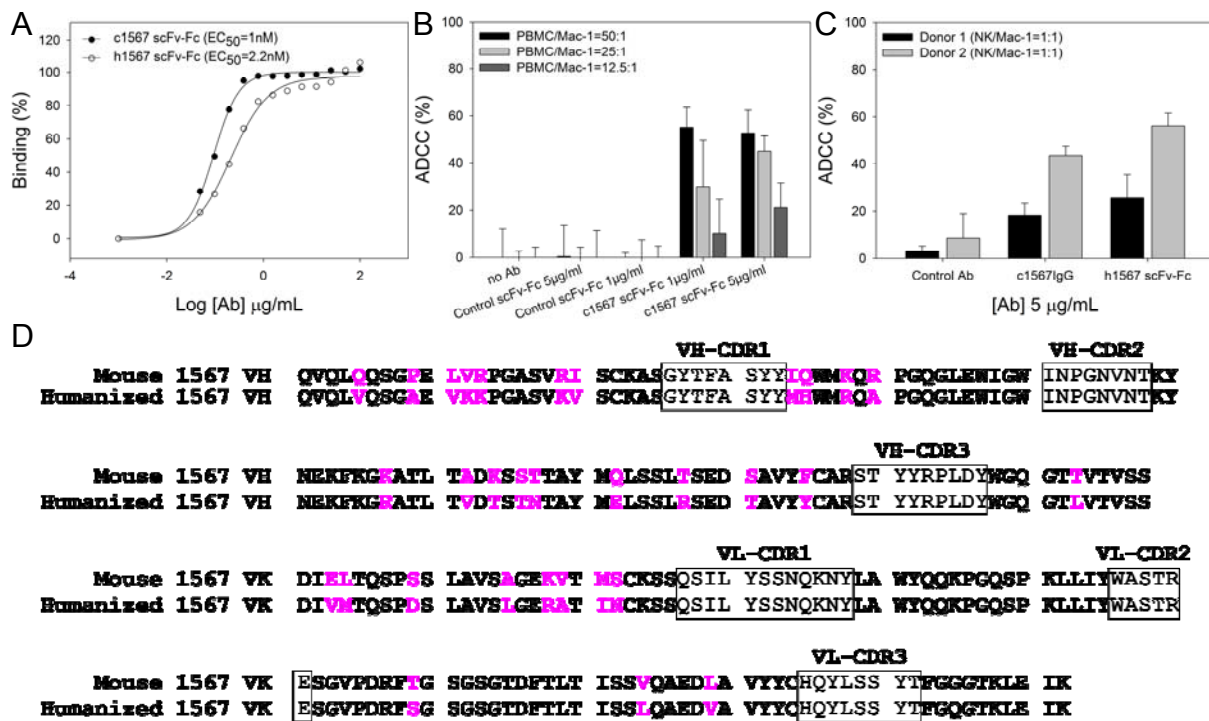 A
c1567 scFv-Fc (EC50=1nM)
h1567 scFv-Fc (EC50=2.2nM)
Binding (%)
120
100
80
60
40
20
0
-4
-2
0
2
4
Log [Ab] µg/mL
B
PBMC/Mac-1=50:1
PBMC/Mac-1=25:1
PBMC/Mac-1=12.5:1
ADCC (%)
100
80
60
40
20
0
no Ab
Control scFv-Fc 5µg/ml
Control scFv-Fc 1µg/ml
c1567 scFv-Fc 1µg/ml
c1567 scFv-Fc 5µg/ml
C
Donor 1 (NK/Mac-1=1:1)
Donor 2 (NK/Mac-1=1:1)
ADCC (%)
100
80
60
40
20
0
Control Ab
c1567IgG
h1567 scFv-Fc
[Ab] 5 µg/mL
D
VH-CDR1 VH-CDR2
Mouse 1567 VH QVQLQQSGPE LVRPGASVRI SCKASGYTFA SYYIQWMKQR PGQGLEWIGW INPGNVNTKY
Humanized 1567 VH QVQLVQSGAE VKKPGASVKV SCKASGYTFA SYYMHWMRQA PGQGLEWIGW INPGNVNTKY
VH-CDR3
Mouse 1567 VH NEKFKGKATL TADKSSTTAY MQLSSLTSED SAVYFCARST YYRPLDYWGQ GTTVTVSS
Humanized 1567 VH NEKFKGRATL TVDTSTNTAY MELSSLRSED TAVYYCARST YYRPLDYWGQ GTLVTVSS
VL-CDR1 VL-CDR2
Mouse 1567 VK DIELTQSPSS LAVSAGEKVT MSCKSSQSIL YSSNQKNYLA WYQQKPGQSP KLLIYWASTR
Humanized 1567 VK DIVMTQSPDS LAVSLGERAT INCKSSQSIL YSSNQKNYLA WYQQKPGQSP KLLIYWASTR
VL-CDR3
Mouse 1567 VK ESGVPDRFTG SGSGTDFTLT ISSVQAEDLA VYYCHQYLSS YTFGGGTKLE IK
Humanized 1567 VK ESGVPDRFSG SGSGTDFTLT ISSLQAEDVA VYYCHQYLSS YTFGQGTKLE IK